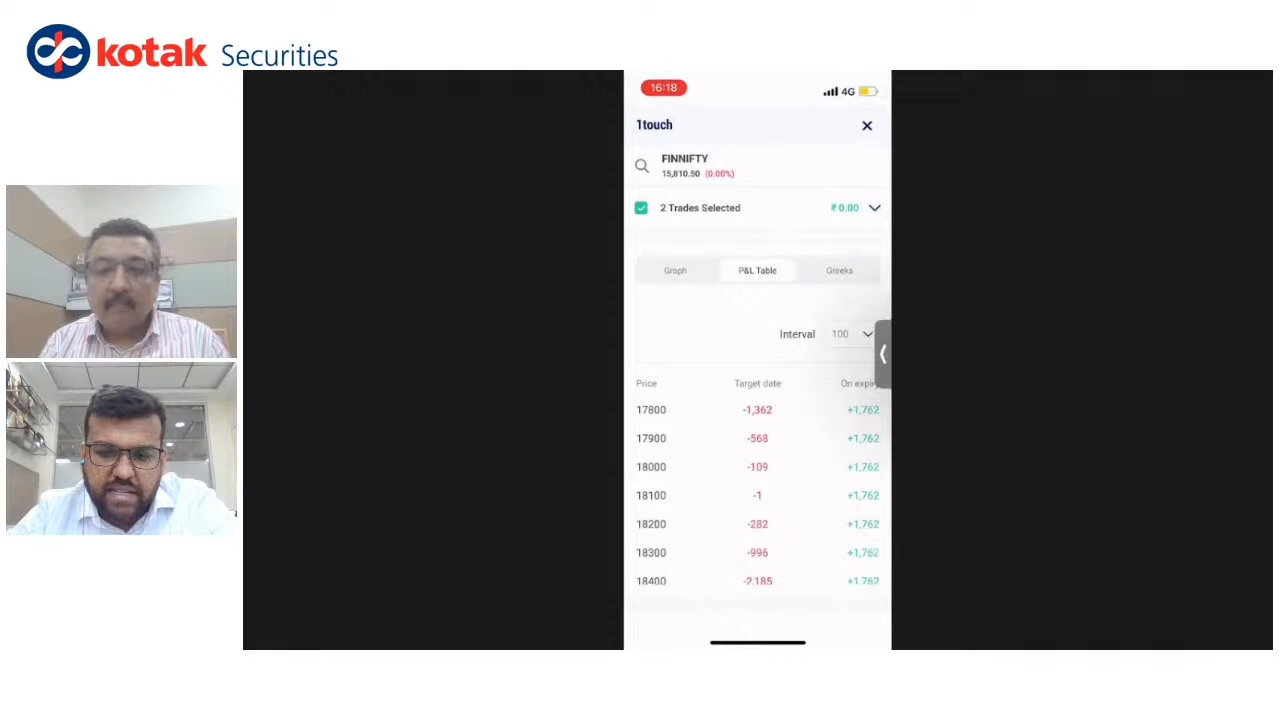 kotak Securities
16:18
4G
1touch
FINNIFTY
15,810.50 (0.00%)
2 Trades Selected ₹ 0.00
Graph P&L Table Greeks
Interval 100
Price Target date On expiry
17800 -1,362 +1,762
17900 -568 +1,762
18000 -109 +1,762
18100 -1 +1,762
18200 -282 +1,762
18300 -996 +1,762
18400 -2,185 +1,762